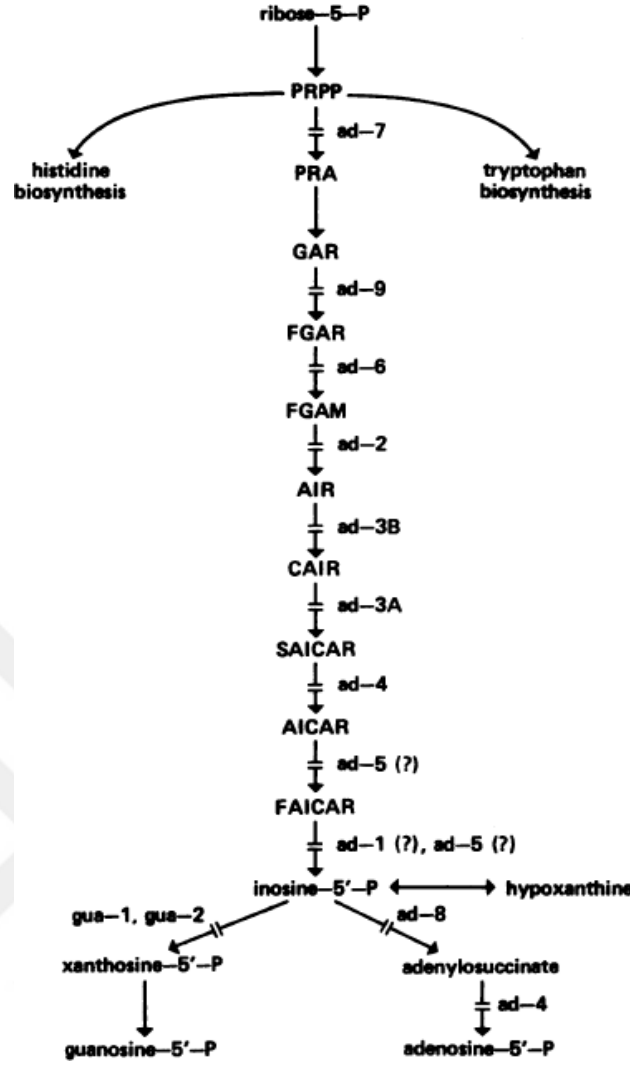 ribose–5–P
PRPP
ad–7
histidine
biosynthesis
PRA
tryptophan
biosynthesis
GAR
ad–9
FGAR
ad–6
FGAM
ad–2
AIR
ad–3B
CAIR
ad–3A
SAICAR
ad–4
AICAR
ad–5 (?)
FAICAR
ad–1 (?), ad–5 (?)
inosine–5′–P
hypoxanthine
gua–1, gua–2
ad–8
xanthosine–5′–P
adenylosuccinate
ad–4
guanosine–5′–P
adenosine–5′–P